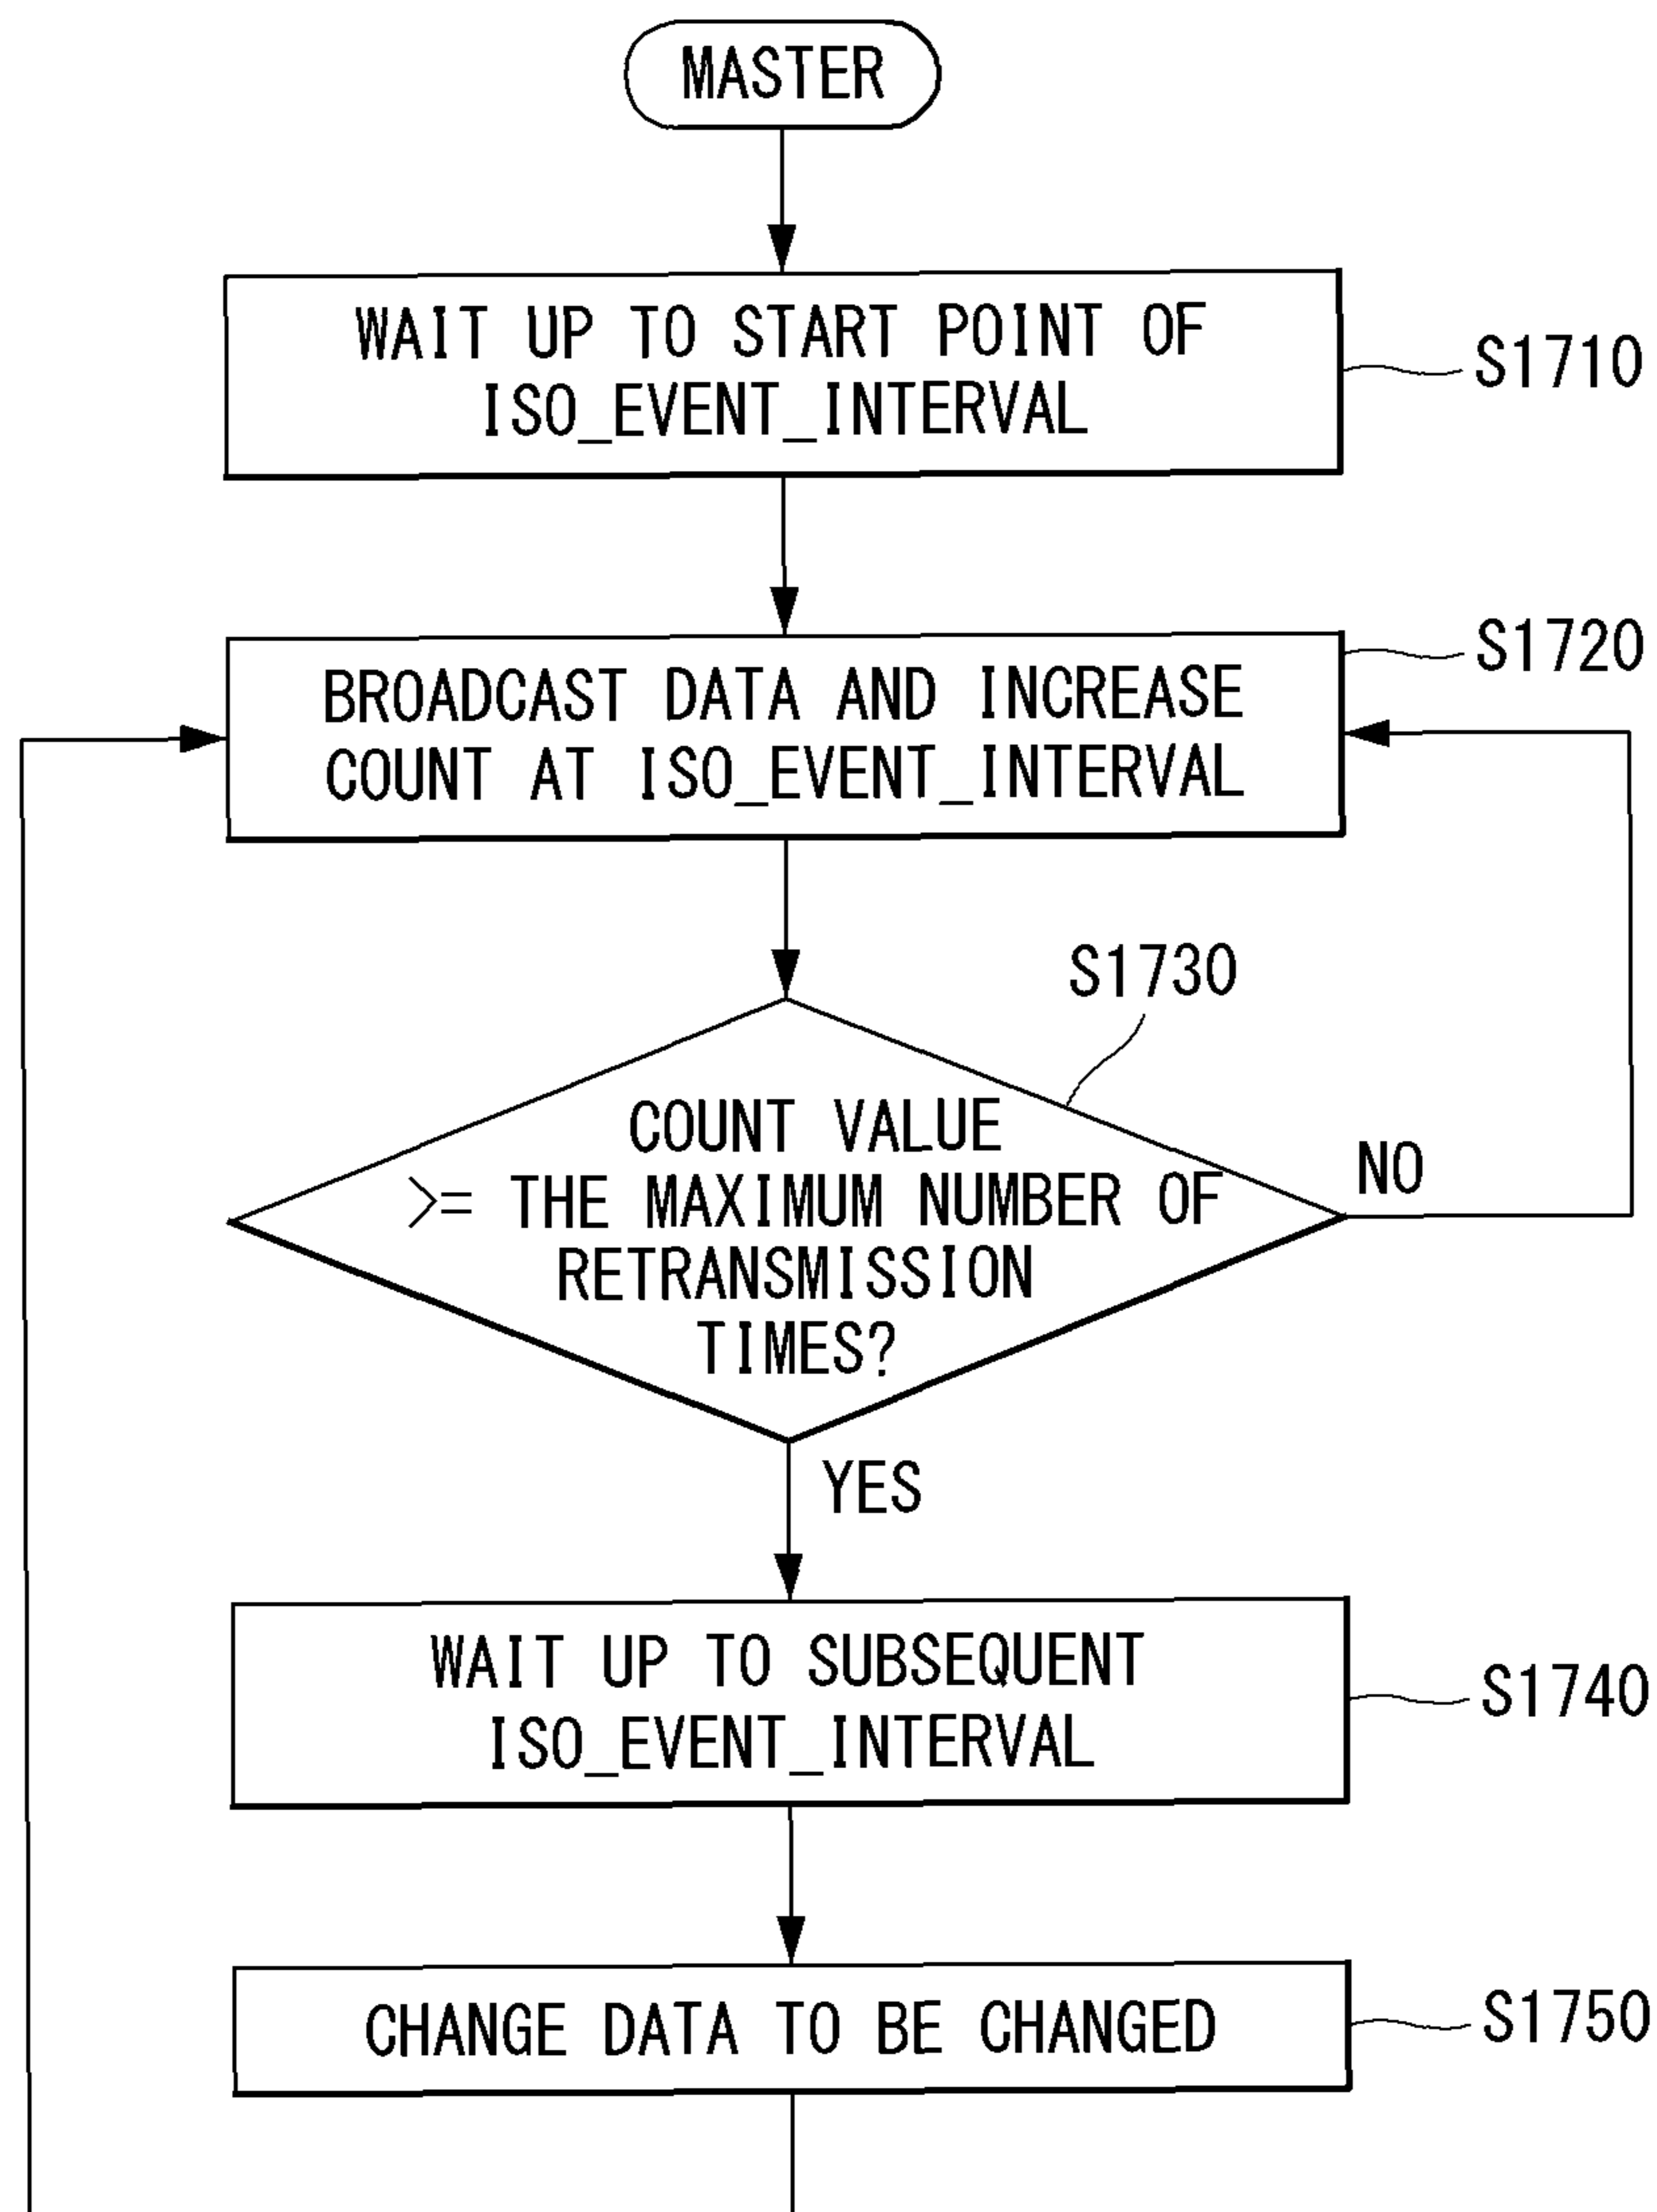 MASTER
WAIT UP TO START POINT OF
ISO_EVENT_INTERVAL
S1710
S1720
BROADCAST DATA AND INCREASE
COUNT AT ISO_EVENT_INTERVAL
S1730
COUNT VALUE
>= THE MAXIMUM NUMBER OF
RETRANSMISSION
TIMES?
NO
YES
WAIT UP TO SUBSEQUENT
ISO_EVENT_INTERVAL
S1740
CHANGE DATA TO BE CHANGED
S1750